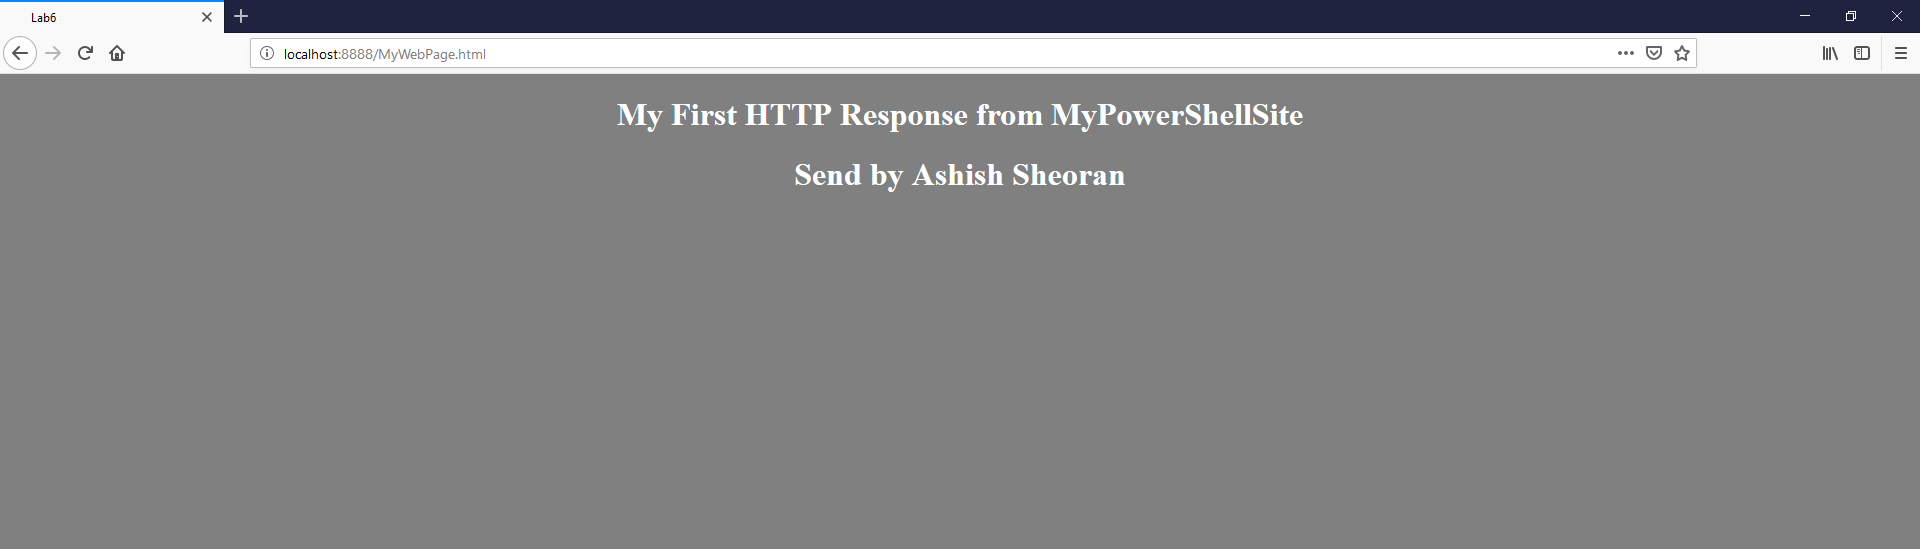 Lab6
localhost:8888/MyWebPage.html
My First HTTP Response from MyPowerShellSite
Send by Ashish Sheoran